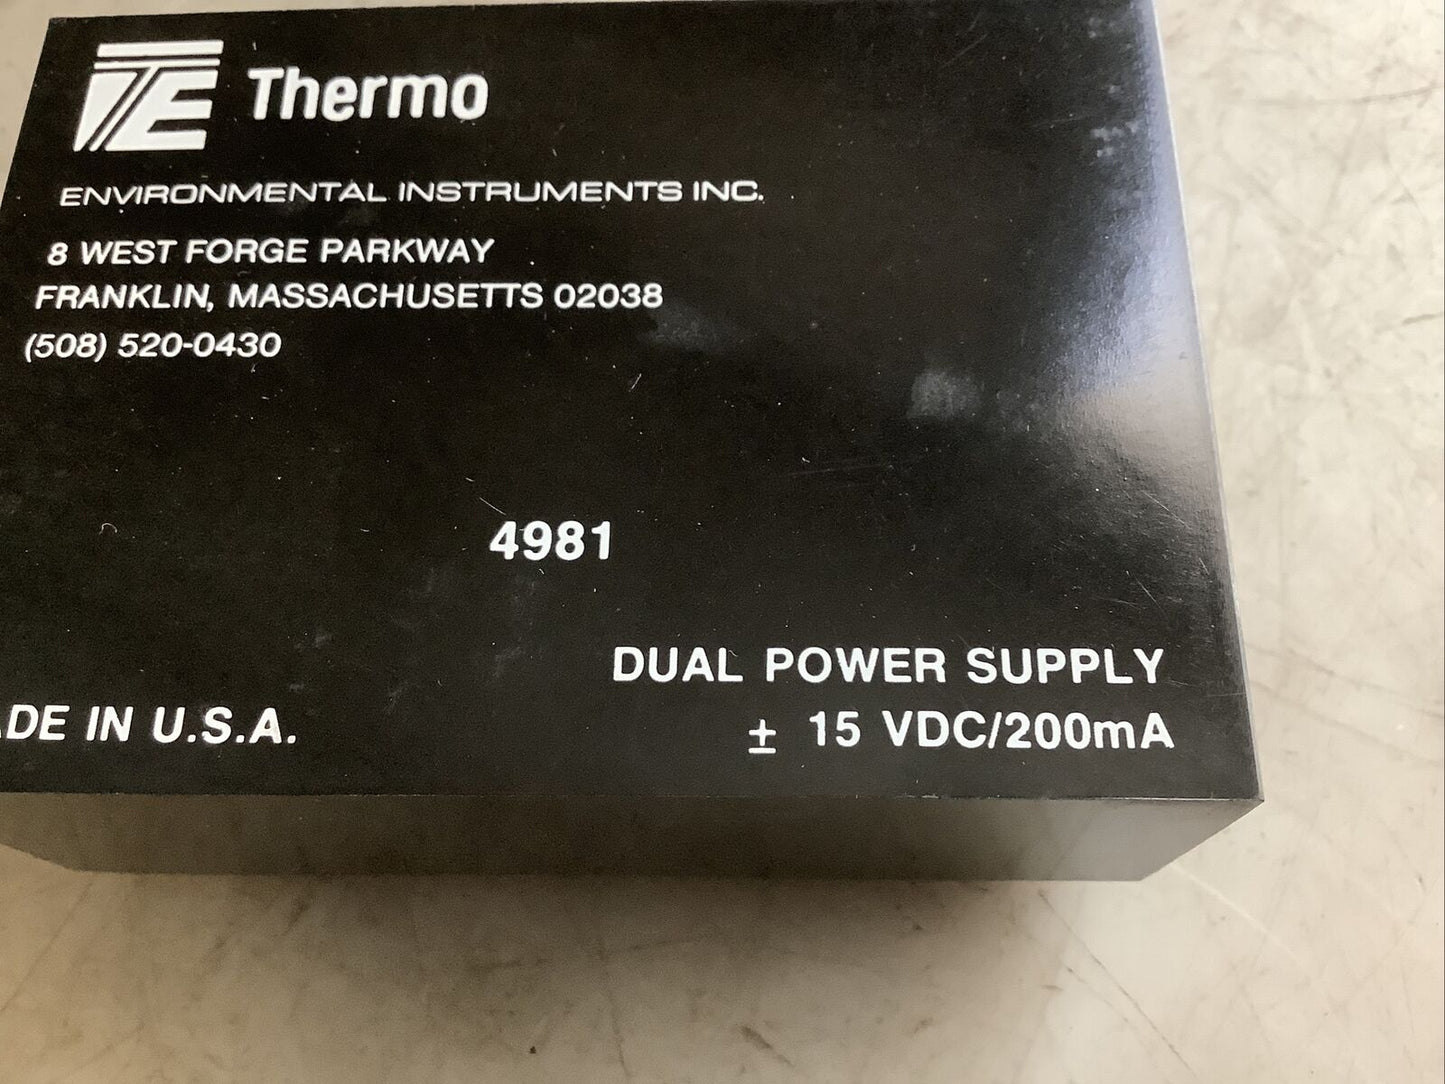 TE Thermo
ENVIRONMENTAL INSTRUMENTS INC.
8 WEST FORGE PARKWAY
FRANKLIN, MASSACHUSETTS 02038
(508) 520-0430
4981
DUAL POWER SUPPLY
ADE IN U.S.A.
± 15 VDC/200mA